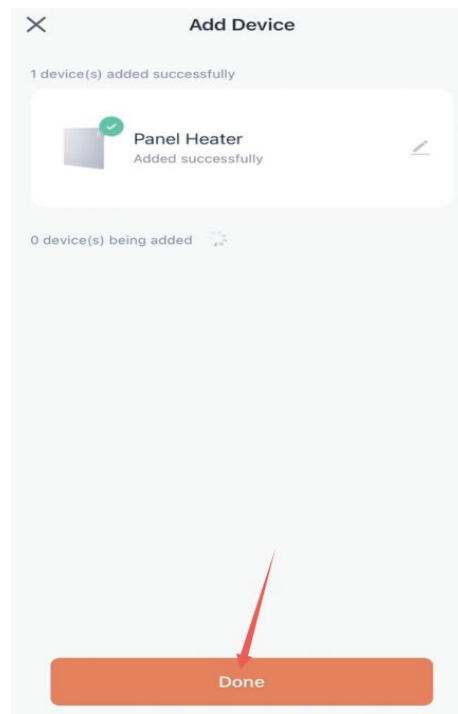 Add Device
1 device(s) added successfully
Panel Heater
Added successfully
0 device(s) being added
Done